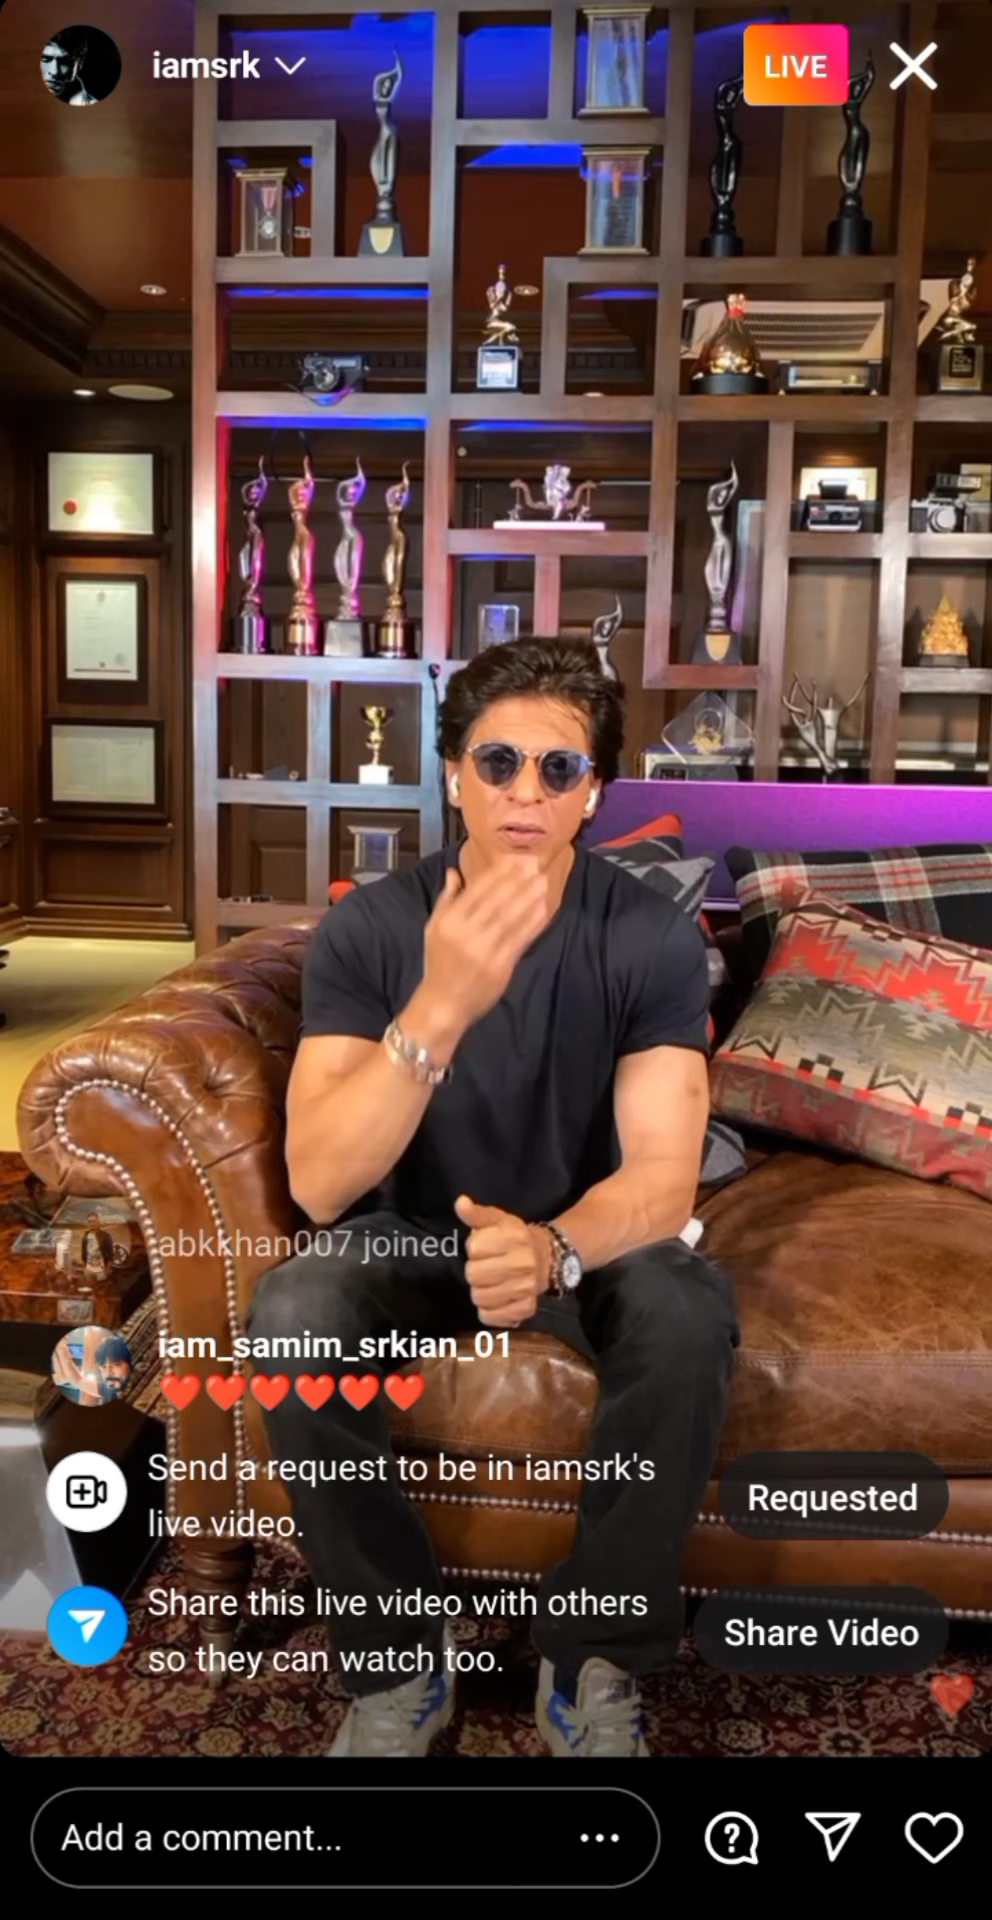 iamsrk
LIVE
abkkhan007 joined
iam_samim_srkian_01
❤️❤️❤️❤️❤️❤️
Send a request to be in iamsrk's
live video.
Requested
Share this live video with others
so they can watch too.
Share Video
Add a comment...